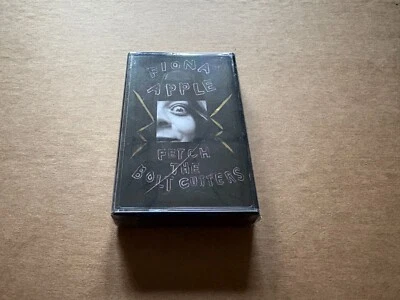 FIONA
APPLE
FETCH
THE
BOLT CUTTERS